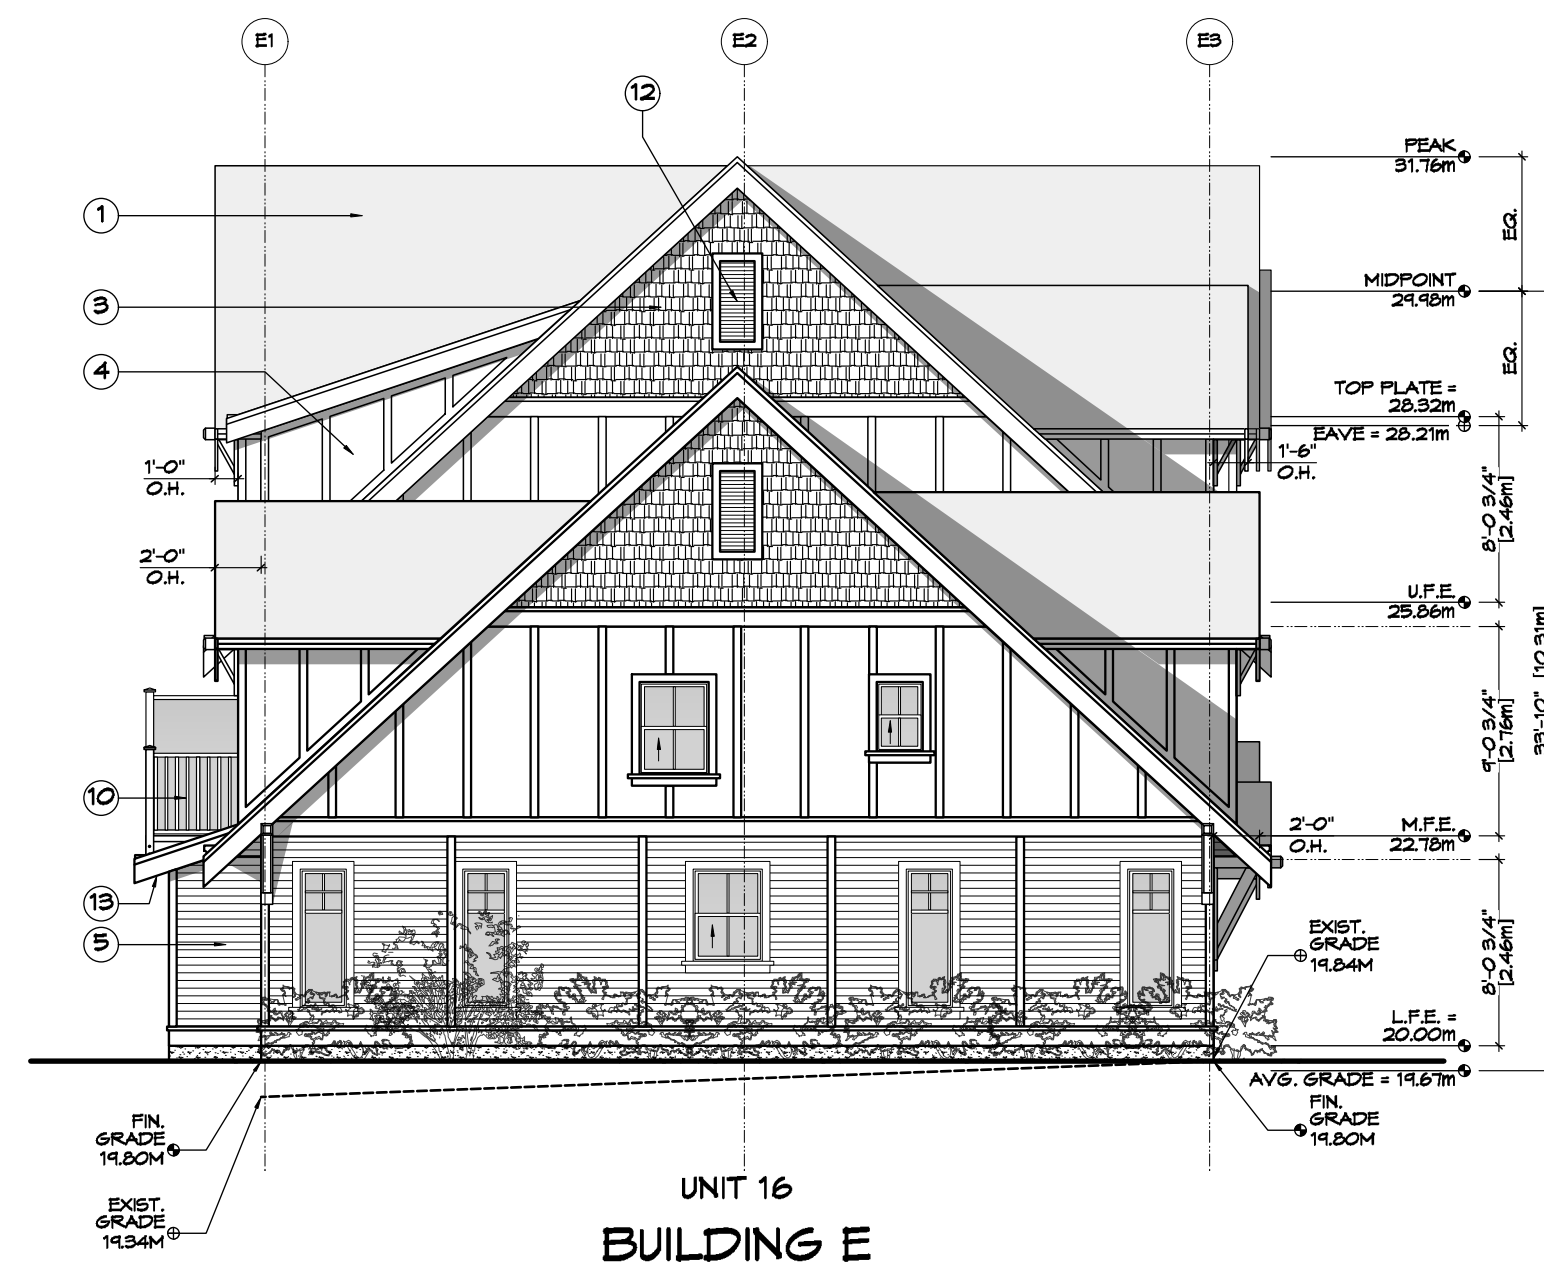 E1
E2
E3
12
PEAK
31.76m
1
EQ.
MIDPOINT
29.98m
3
EQ.
4
TOP PLATE =
28.32m
EAVE = 28.21m
1'-0"
O.H.
1'-6"
O.H.
8'-0 3/4"
[2.46m]
2'-0"
O.H.
U.F.E.
25.86m
33'-10" [10.31m]
9'-0 3/4"
[2.76m]
10
2'-0"
O.H.
M.F.E.
22.78m
13
5
EXIST.
GRADE
19.84M
8'-0 3/4"
[2.46m]
L.F.E. =
20.00m
AVG. GRADE = 19.67m
FIN.
GRADE
19.80M
FIN.
GRADE
19.80M
EXIST.
GRADE
19.34M
UNIT 16
BUILDING E